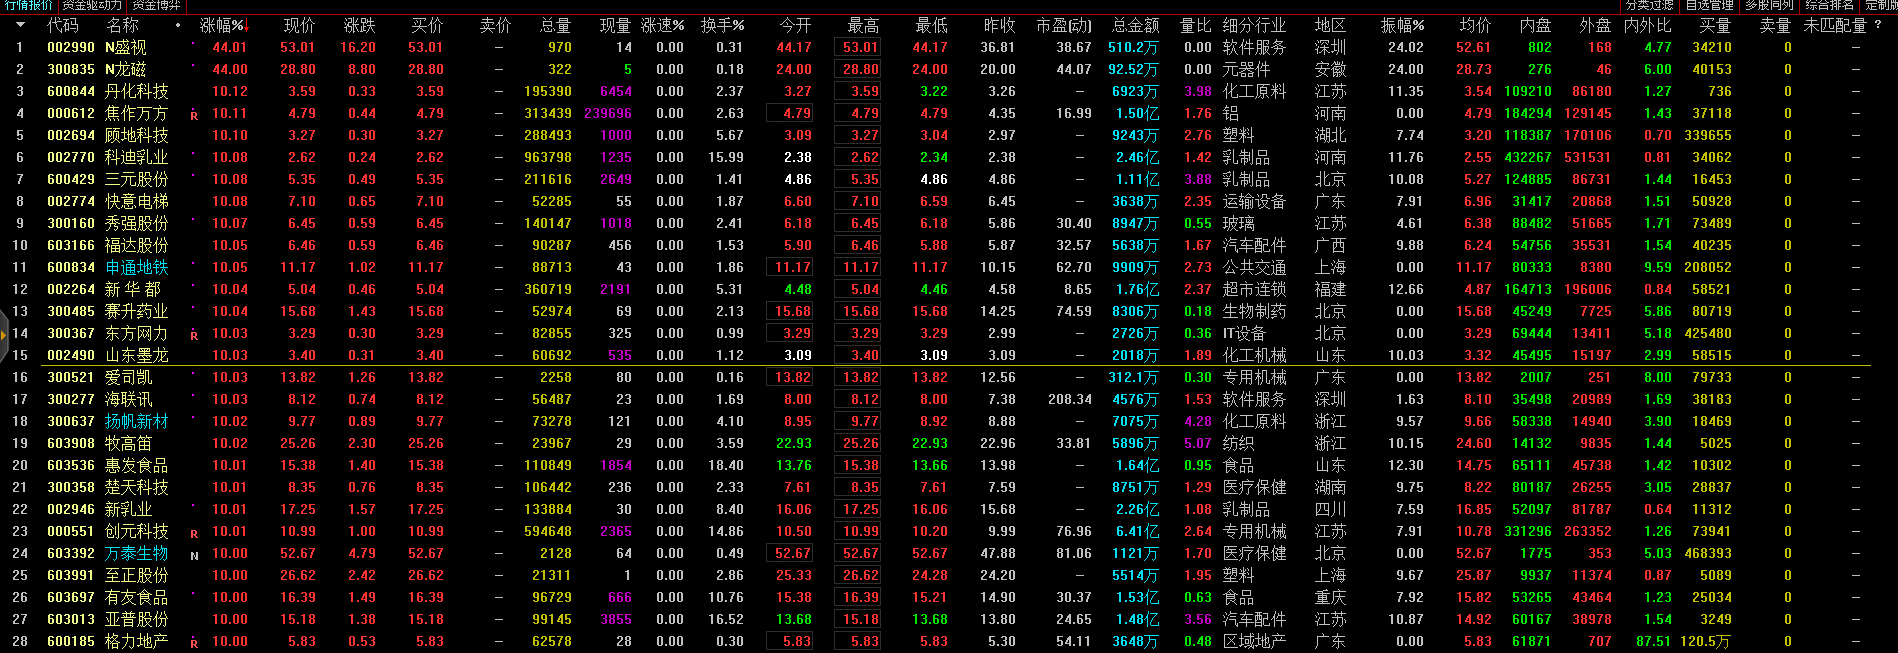 行情报价 资金驱动力 资金博弈 分类过滤 自选管理 多股同列 综合排名 定制版
代码 名称 • 涨幅%↓ 现价 涨跌 买价 卖价 总量 现量 涨速% 换手% 今开 最高 最低 昨收 市盈(动) 总金额 量比 细分行业 地区 振幅% 均价 内盘 外盘 内外比 买量 卖量 未匹配量 ?
1 002990 N盛视 44.01 53.01 16.20 53.01 — 970 14 0.00 0.31 44.17 53.01 44.17 36.81 38.67 510.2万 0.00 软件服务 深圳 24.02 52.61 802 168 4.77 34210 0 —
2 300835 N龙磁 44.00 28.80 8.80 28.80 — 322 5 0.00 0.18 24.00 28.80 24.00 20.00 44.07 92.52万 0.00 元器件 安徽 24.00 28.73 276 46 6.00 40153 0 —
3 600844 丹化科技 10.12 3.59 0.33 3.59 — 195390 6454 0.00 2.37 3.27 3.59 3.22 3.26 — 6923万 3.98 化工原料 江苏 11.35 3.54 109210 86180 1.27 736 0 —
4 000612 焦作万方 R 10.11 4.79 0.44 4.79 — 313439 239696 0.00 2.63 4.79 4.79 4.79 4.35 16.99 1.50亿 1.76 铝 河南 0.00 4.79 184294 129145 1.43 37118 0 —
5 002694 顾地科技 10.10 3.27 0.30 3.27 — 288493 1000 0.00 5.67 3.09 3.27 3.04 2.97 — 9243万 2.76 塑料 湖北 7.74 3.20 118387 170106 0.70 339655 0 —
6 002770 科迪乳业 10.08 2.62 0.24 2.62 — 963798 1235 0.00 15.99 2.38 2.62 2.34 2.38 — 2.46亿 1.42 乳制品 河南 11.76 2.55 432267 531531 0.81 34062 0 —
7 600429 三元股份 10.08 5.35 0.49 5.35 — 211616 2649 0.00 1.41 4.86 5.35 4.86 4.86 — 1.11亿 3.88 乳制品 北京 10.08 5.27 124885 86731 1.44 16453 0 —
8 002774 快意电梯 10.08 7.10 0.65 7.10 — 52285 55 0.00 1.87 6.60 7.10 6.59 6.45 — 3638万 2.35 运输设备 广东 7.91 6.96 31417 20868 1.51 50928 0 —
9 300160 秀强股份 10.07 6.45 0.59 6.45 — 140147 1018 0.00 2.41 6.18 6.45 6.18 5.86 30.40 8947万 0.55 玻璃 江苏 4.61 6.38 88482 51665 1.71 73489 0 —
10 603166 福达股份 10.05 6.46 0.59 6.46 — 90287 456 0.00 1.53 5.90 6.46 5.88 5.87 32.57 5638万 1.67 汽车配件 广西 9.88 6.24 54756 35531 1.54 40235 0 —
11 600834 申通地铁 10.05 11.17 1.02 11.17 — 88713 43 0.00 1.86 11.17 11.17 11.17 10.15 62.70 9909万 2.73 公共交通 上海 0.00 11.17 80333 8380 9.59 208052 0 —
12 002264 新 华 都 10.04 5.04 0.46 5.04 — 360719 2191 0.00 5.31 4.48 5.04 4.46 4.58 8.65 1.76亿 2.37 超市连锁 福建 12.66 4.87 164713 196006 0.84 58521 0 —
13 300485 赛升药业 10.04 15.68 1.43 15.68 — 52974 69 0.00 2.13 15.68 15.68 15.68 14.25 74.59 8306万 0.18 生物制药 北京 0.00 15.68 45249 7725 5.86 80719 0 —
14 300367 东方网力 R 10.03 3.29 0.30 3.29 — 82855 325 0.00 0.99 3.29 3.29 3.29 2.99 — 2726万 0.36 IT设备 北京 0.00 3.29 69444 13411 5.18 425480 0 —
15 002490 山东墨龙 10.03 3.40 0.31 3.40 — 60692 535 0.00 1.12 3.09 3.40 3.09 3.09 — 2018万 1.89 化工机械 山东 10.03 3.32 45495 15197 2.99 58515 0 —
16 300521 爱司凯 10.03 13.82 1.26 13.82 — 2258 80 0.00 0.16 13.82 13.82 13.82 12.56 — 312.1万 0.30 专用机械 广东 0.00 13.82 2007 251 8.00 79733 0 —
17 300277 海联讯 10.03 8.12 0.74 8.12 — 56487 23 0.00 1.69 8.00 8.12 8.00 7.38 208.34 4576万 1.53 软件服务 深圳 1.63 8.10 35498 20989 1.69 38183 0 —
18 300637 扬帆新材 10.02 9.77 0.89 9.77 — 73278 121 0.00 4.10 8.95 9.77 8.92 8.88 — 7075万 4.28 化工原料 浙江 9.57 9.66 58338 14940 3.90 18469 0 —
19 603908 牧高笛 10.02 25.26 2.30 25.26 — 23967 29 0.00 3.59 22.93 25.26 22.93 22.96 33.81 5896万 5.07 纺织 浙江 10.15 24.60 14132 9835 1.44 5025 0 —
20 603536 惠发食品 10.01 15.38 1.40 15.38 — 110849 1854 0.00 18.40 13.76 15.38 13.66 13.98 — 1.64亿 0.95 食品 山东 12.30 14.75 65111 45738 1.42 10302 0 —
21 300358 楚天科技 10.01 8.35 0.76 8.35 — 106442 236 0.00 2.33 7.61 8.35 7.61 7.59 — 8751万 1.29 医疗保健 湖南 9.75 8.22 80187 26255 3.05 28837 0 —
22 002946 新乳业 10.01 17.25 1.57 17.25 — 133884 30 0.00 8.40 16.06 17.25 16.06 15.68 — 2.26亿 1.08 乳制品 四川 7.59 16.85 52097 81787 0.64 11312 0 —
23 000551 创元科技 R 10.01 10.99 1.00 10.99 — 594648 2365 0.00 14.86 10.50 10.99 10.20 9.99 76.96 6.41亿 2.64 专用机械 江苏 7.91 10.78 331296 263352 1.26 73941 0 —
24 603392 万泰生物 N 10.00 52.67 4.79 52.67 — 2128 64 0.00 0.49 52.67 52.67 52.67 47.88 81.06 1121万 1.70 医疗保健 北京 0.00 52.67 1775 353 5.03 468393 0 —
25 603991 至正股份 10.00 26.62 2.42 26.62 — 21311 1 0.00 2.86 25.33 26.62 24.28 24.20 — 5514万 1.95 塑料 上海 9.67 25.87 9937 11374 0.87 5089 0 —
26 603697 有友食品 10.00 16.39 1.49 16.39 — 96729 666 0.00 10.76 15.38 16.39 15.21 14.90 30.37 1.53亿 0.63 食品 重庆 7.92 15.82 53265 43464 1.23 25034 0 —
27 603013 亚普股份 10.00 15.18 1.38 15.18 — 99145 3855 0.00 16.52 13.68 15.18 13.68 13.80 24.65 1.48亿 3.56 汽车配件 江苏 10.87 14.92 60167 38978 1.54 3249 0 —
28 600185 格力地产 R 10.00 5.83 0.53 5.83 — 62578 28 0.00 0.30 5.83 5.83 5.83 5.30 54.11 3648万 0.48 区域地产 广东 0.00 5.83 61871 707 87.51 120.5万 0 —